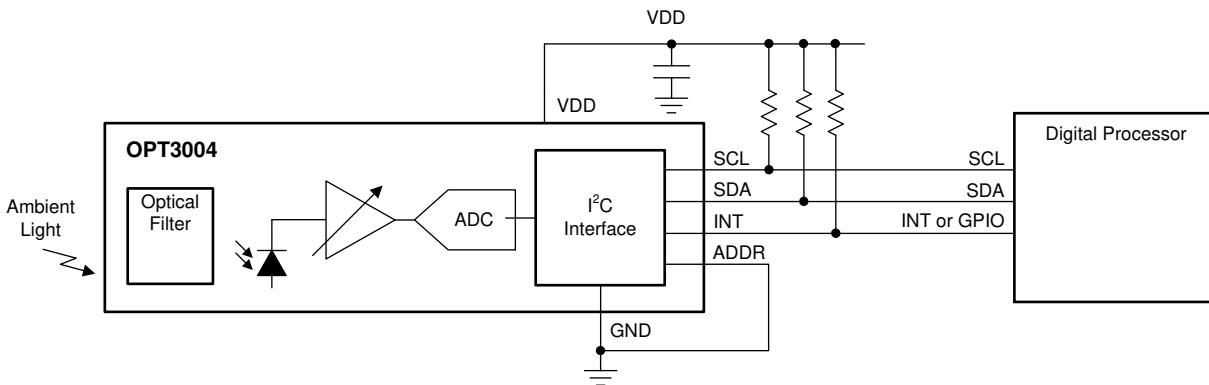 VDD
VDD
OPT3004
Digital Processor
Ambient
Light
Optical
Filter
ADC
I²C
Interface
SCL
SCL
SDA
SDA
INT
INT or GPIO
ADDR
GND